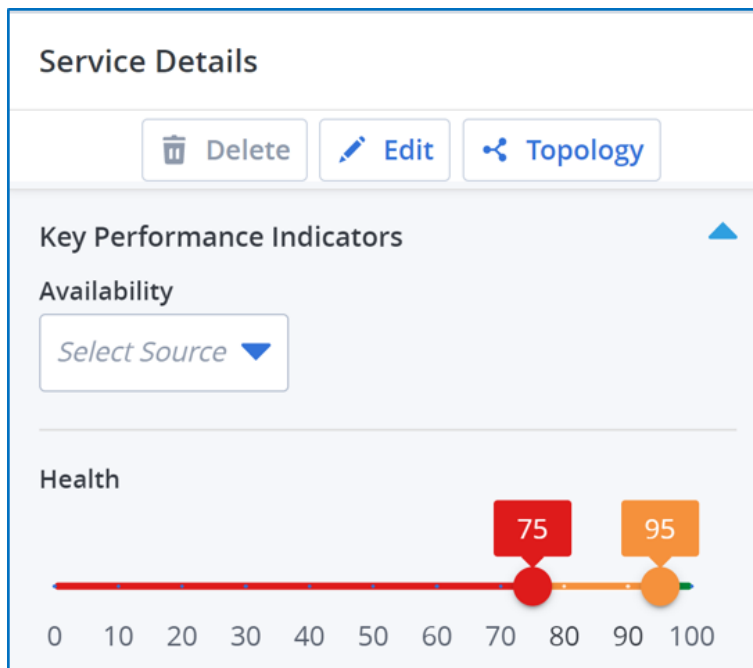 Service Details
Delete Edit Topology
Key Performance Indicators
Availability
Select Source
Health
75 95
0 10 20 30 40 50 60 70 80 90 100